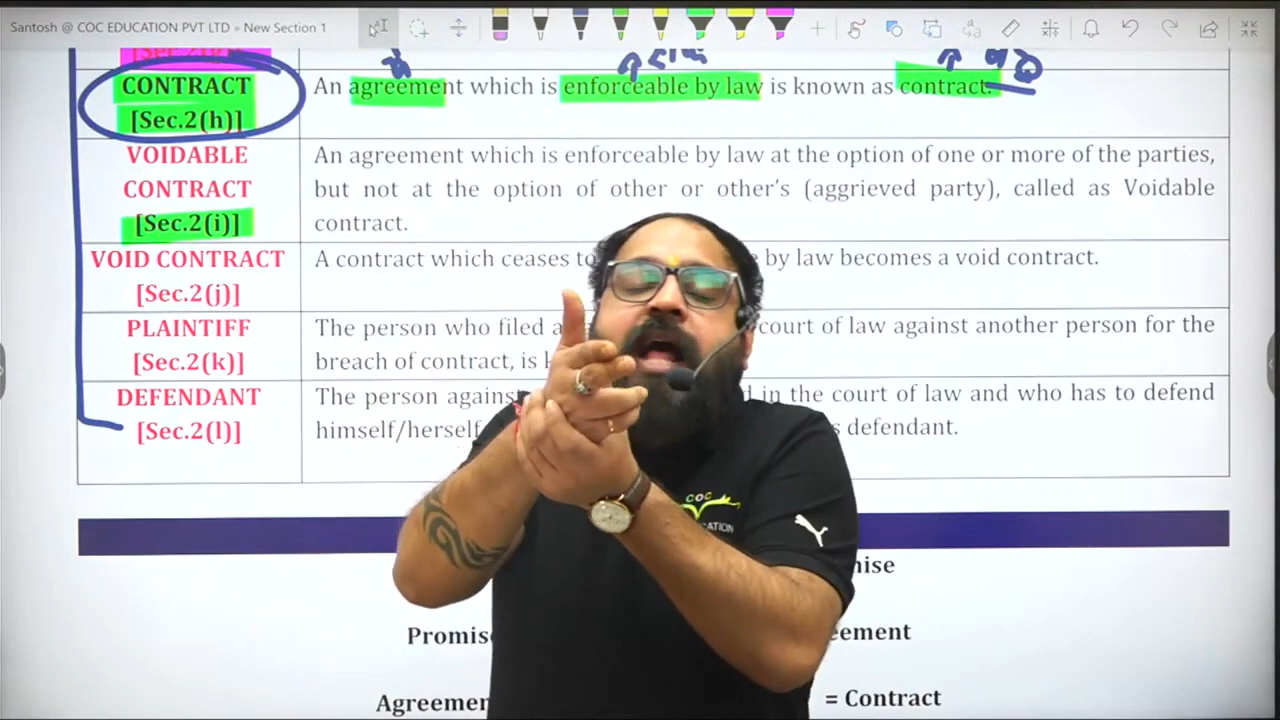 Santosh @ COC EDUCATION PVT LTD » New Section 1
CONTRACT
[Sec.2(h)]
An agreement which is enforceable by law is known as contract.
VOIDABLE
CONTRACT
[Sec.2(i)]
An agreement which is enforceable by law at the option of one or more of the parties,
but not at the option of other or other's (aggrieved party), called as Voidable
contract.
VOID CONTRACT
[Sec.2(j)]
A contract which ceases to by law becomes a void contract.
PLAINTIFF
[Sec.2(k)]
The person who filed a court of law against another person for the
breach of contract, is
DEFENDANT
[Sec.2(l)]
The person against in the court of law and who has to defend
himself/herself defendant.
COC
Promise
Agreement
= Contract